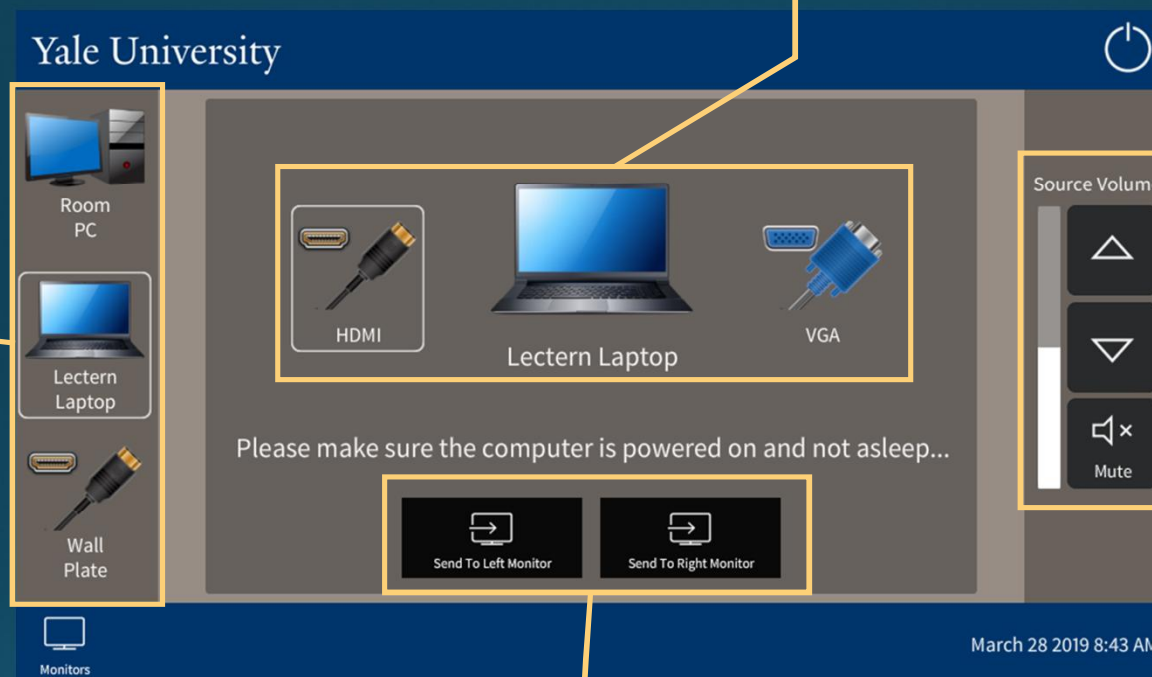 Yale University
Room
PC
Lectern
Laptop
Wall
Plate
HDMI
Lectern Laptop
VGA
Please make sure the computer is powered on and not asleep...
Send To Left Monitor
Send To Right Monitor
Source Volum
Mute
Monitors
March 28 2019 8:43 AM